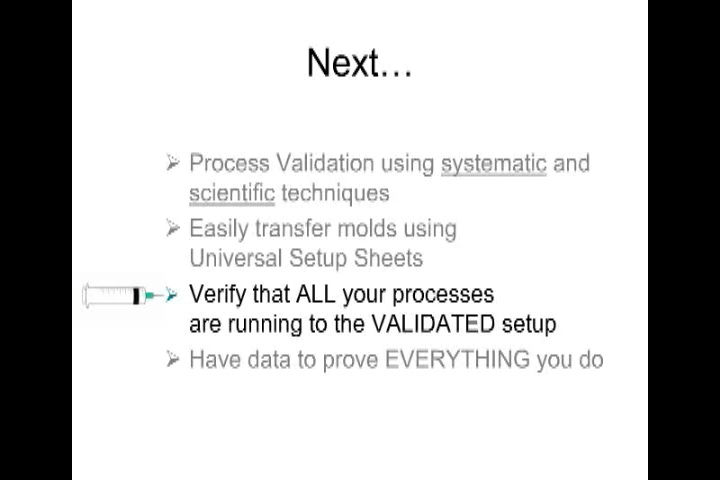 Next...
Process Validation using systematic and
scientific techniques
Easily transfer molds using
Universal Setup Sheets
Verify that ALL your processes
are running to the VALIDATED setup
Have data to prove EVERYTHING you do